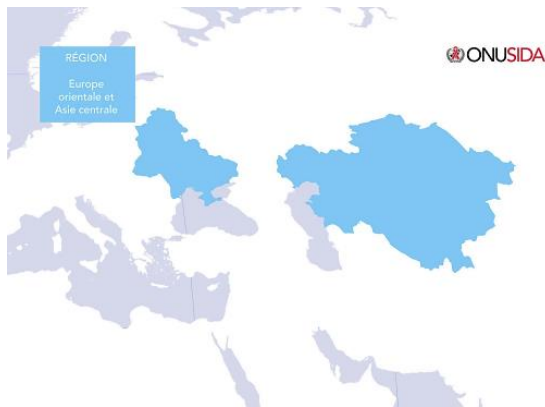 RÉGION
Europe
orientale et
Asie centrale
ONUSIDA